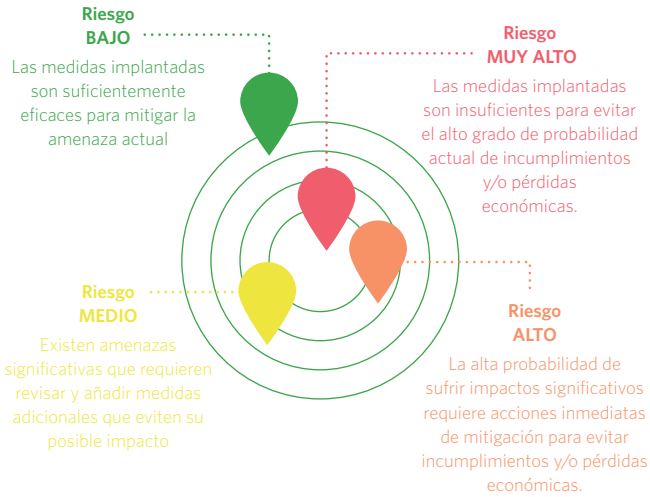 Riesgo
BAJO
Las medidas implantadas
son suficientemente
eficaces para mitigar la
amenaza actual
Riesgo
MUY ALTO
Las medidas implantadas
son insuficientes para evitar
el alto grado de probabilidad
actual de incumplimientos
y/o pérdidas
económicas.
Riesgo
MEDIO
Existen amenazas
significativas que requieren
revisar y añadir medidas
adicionales que eviten su
posible impacto
Riesgo
ALTO
La alta probabilidad de
sufrir impactos significativos
requiere acciones inmediatas
de mitigación para evitar
incumplimientos y/o pérdidas
económicas.